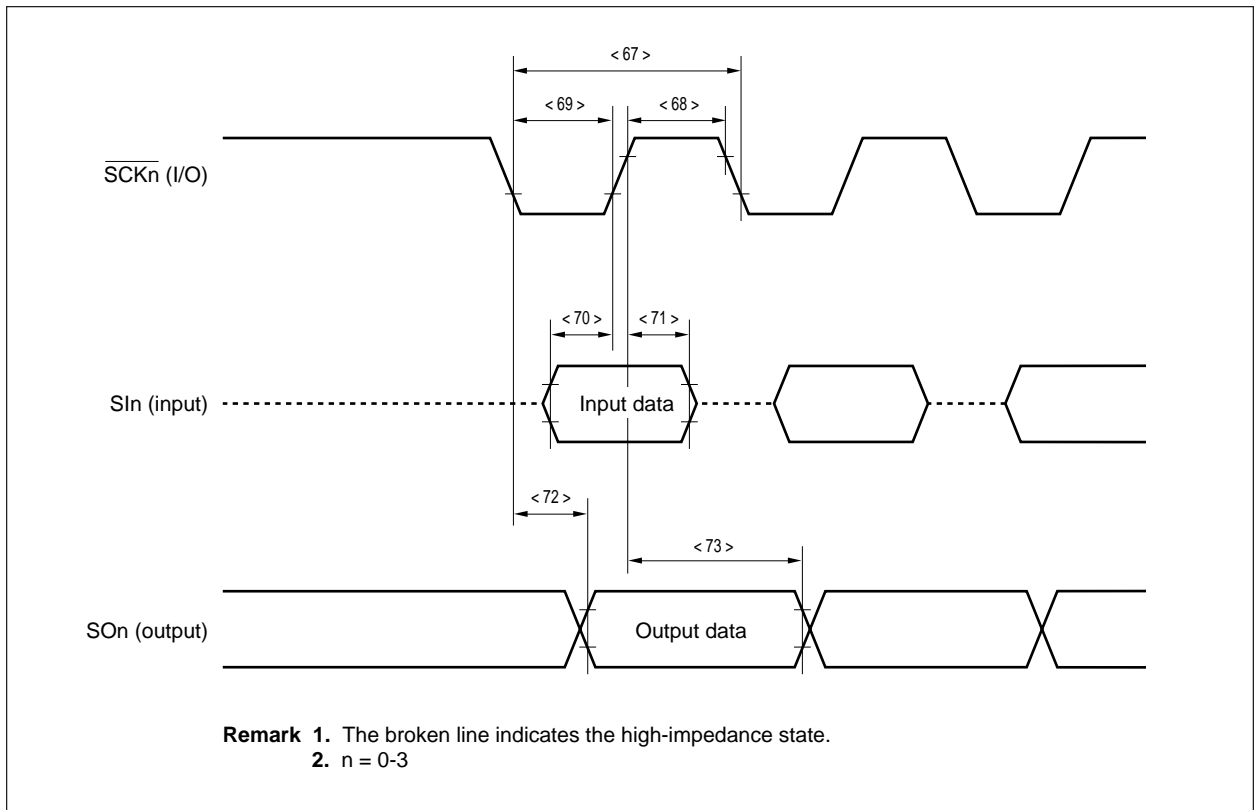 < 67 >
< 69 >
< 68 >
SCKn (I/O)
< 70 >
< 71 >
SIn (input)
Input data
< 72 >
< 73 >
SOn (output)
Output data
Remark 1. The broken line indicates the high-impedance state.
2. n = 0-3